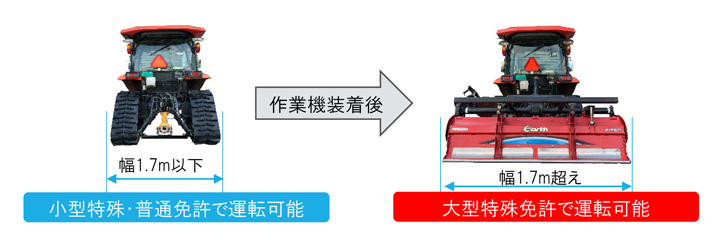 作業機装着後
Earth
幅1.7m以下
幅1.7m超え
小型特殊・普通免許で運転可能
大型特殊免許で運転可能